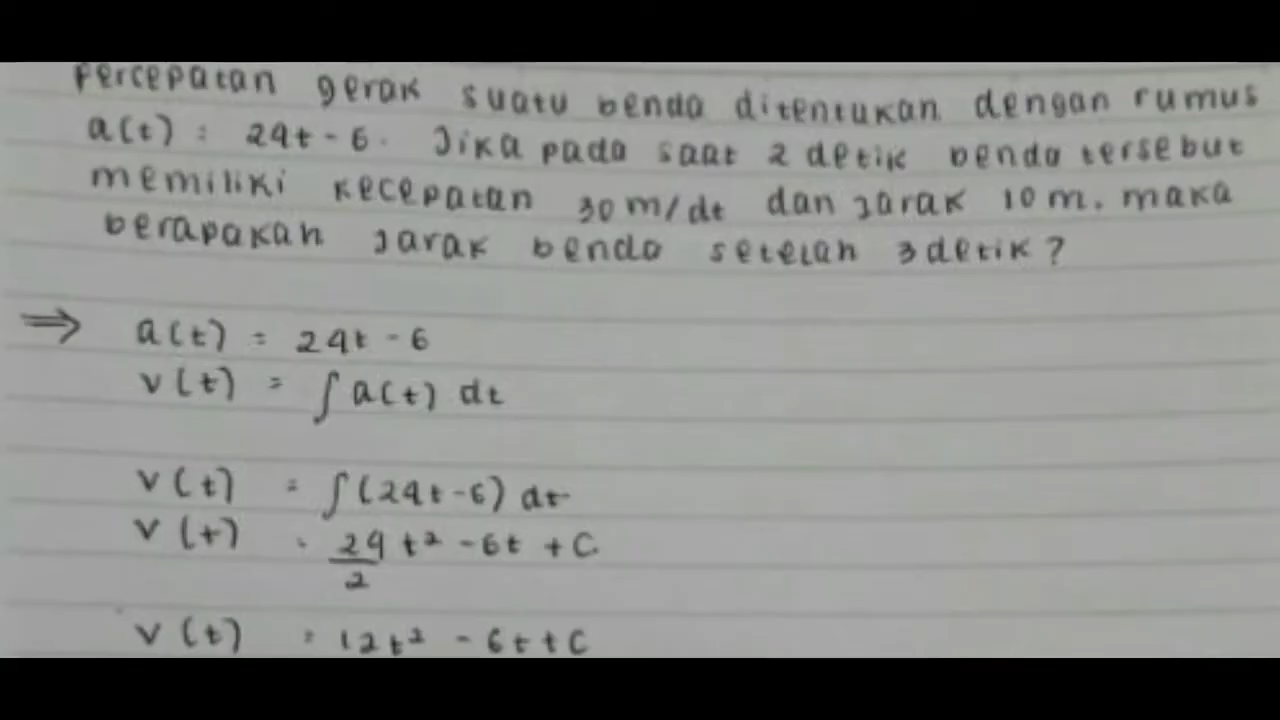 Percepatan gerak suatu benda ditentukan dengan rumus
a(t) = 24t - 6. Jika pada saat 2 detik benda tersebut
memiliki kecepatan 30 m/dt dan jarak 10 m. maka
berapakah jarak benda setelah 3 detik?
⇒ a(t) = 24t - 6
v(t) = ∫ a(t) dt
v(t) = ∫(24t - 6) dt
v(t) = 24/2 t² - 6t + C
v(t) = 12t² - 6t + C